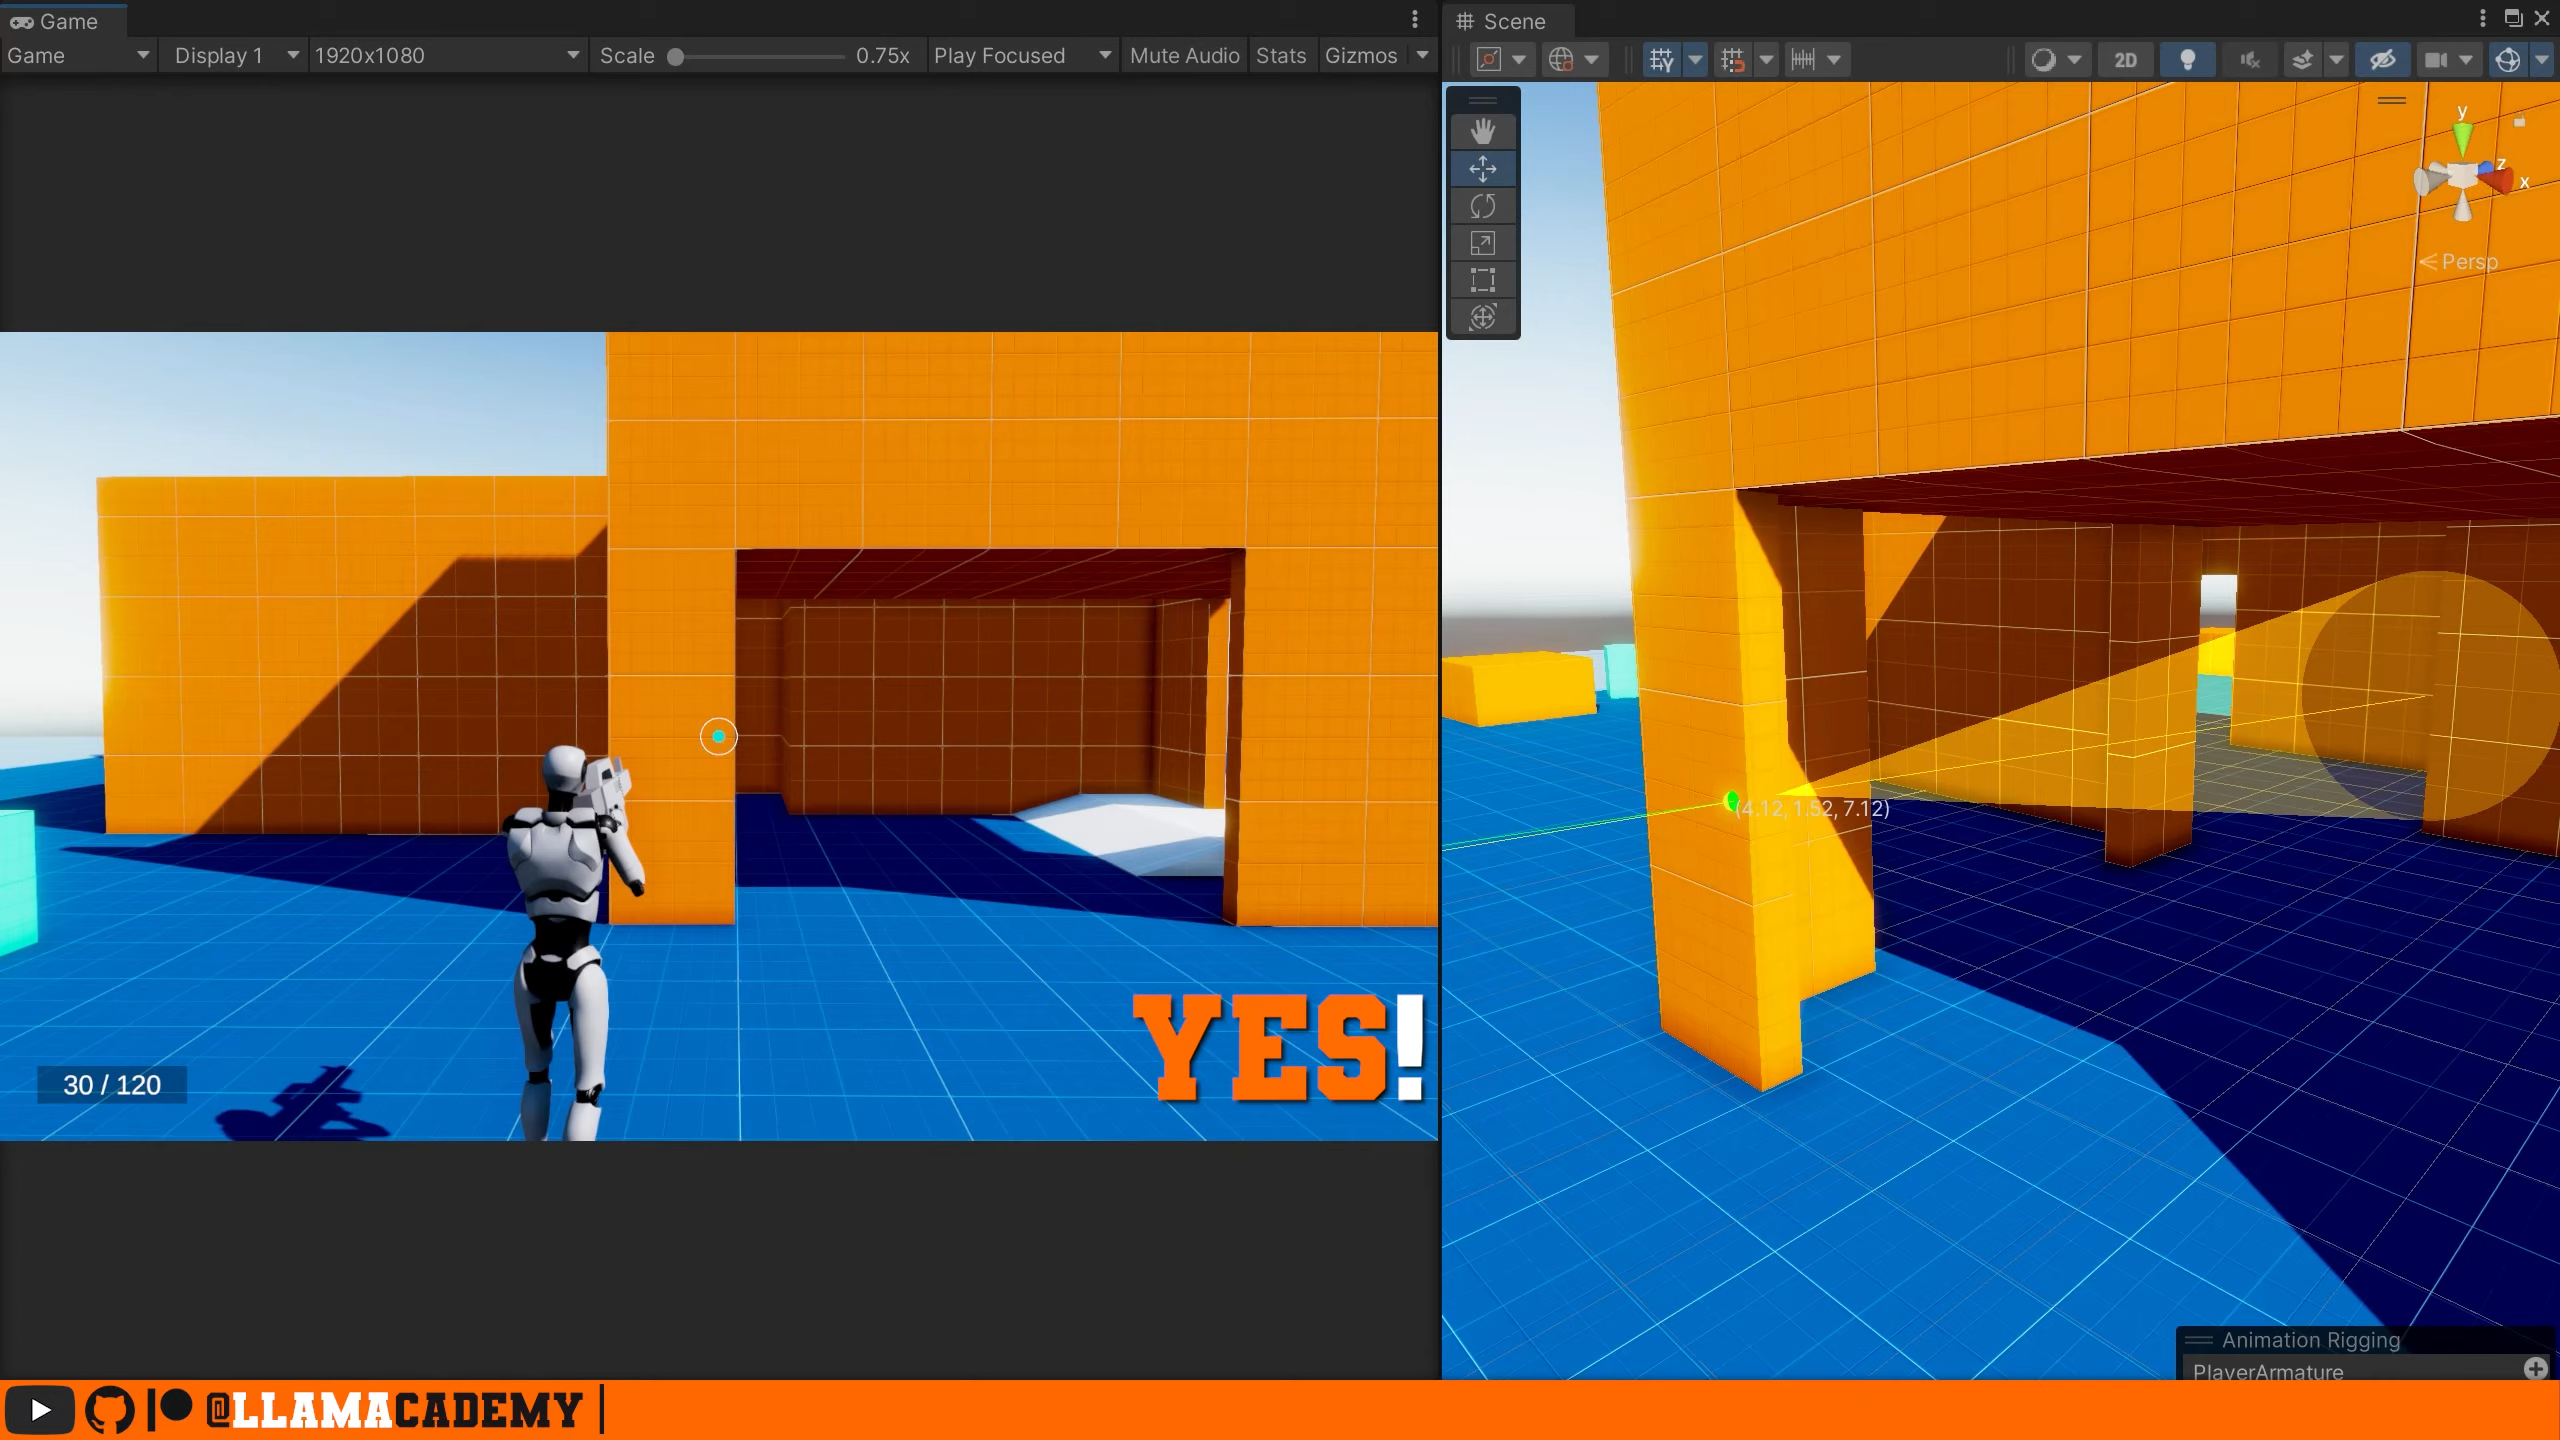 Game
Game
Display 1
1920x1080
Scale
0.75x
Play Focused
Mute Audio
Stats
Gizmos
Scene
2D
y
z
x
Persp
(4.12, 1.52, 7.12)
YES!
30 / 120
Animation Rigging
PlayerArmature
@LLAMACADEMY